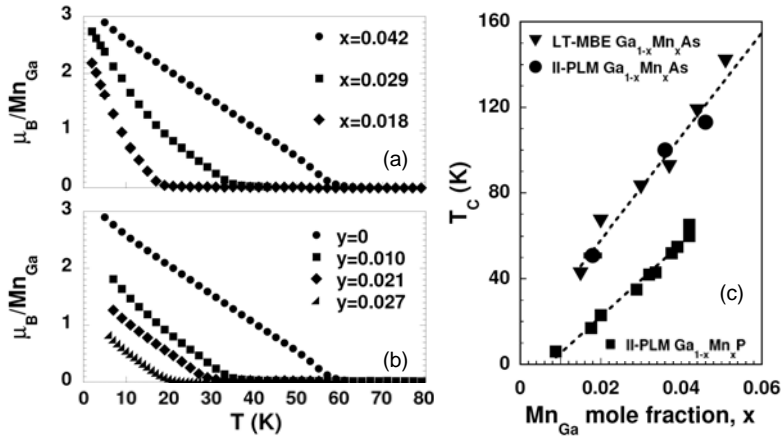 3
2
1
0
μB/MnGa
(a)
x=0.042
x=0.029
x=0.018
3
2
1
0
μB/MnGa
(b)
y=0
y=0.010
y=0.021
y=0.027
0 10 20 30 40 50 60 70 80
T (K)
160
120
80
40
0
TC (K)
LT-MBE Ga1-xMnxAs
II-PLM Ga1-xMnxAs
(c)
II-PLM Ga1-xMnxP
0.02 0.04 0.06
MnGa mole fraction, x